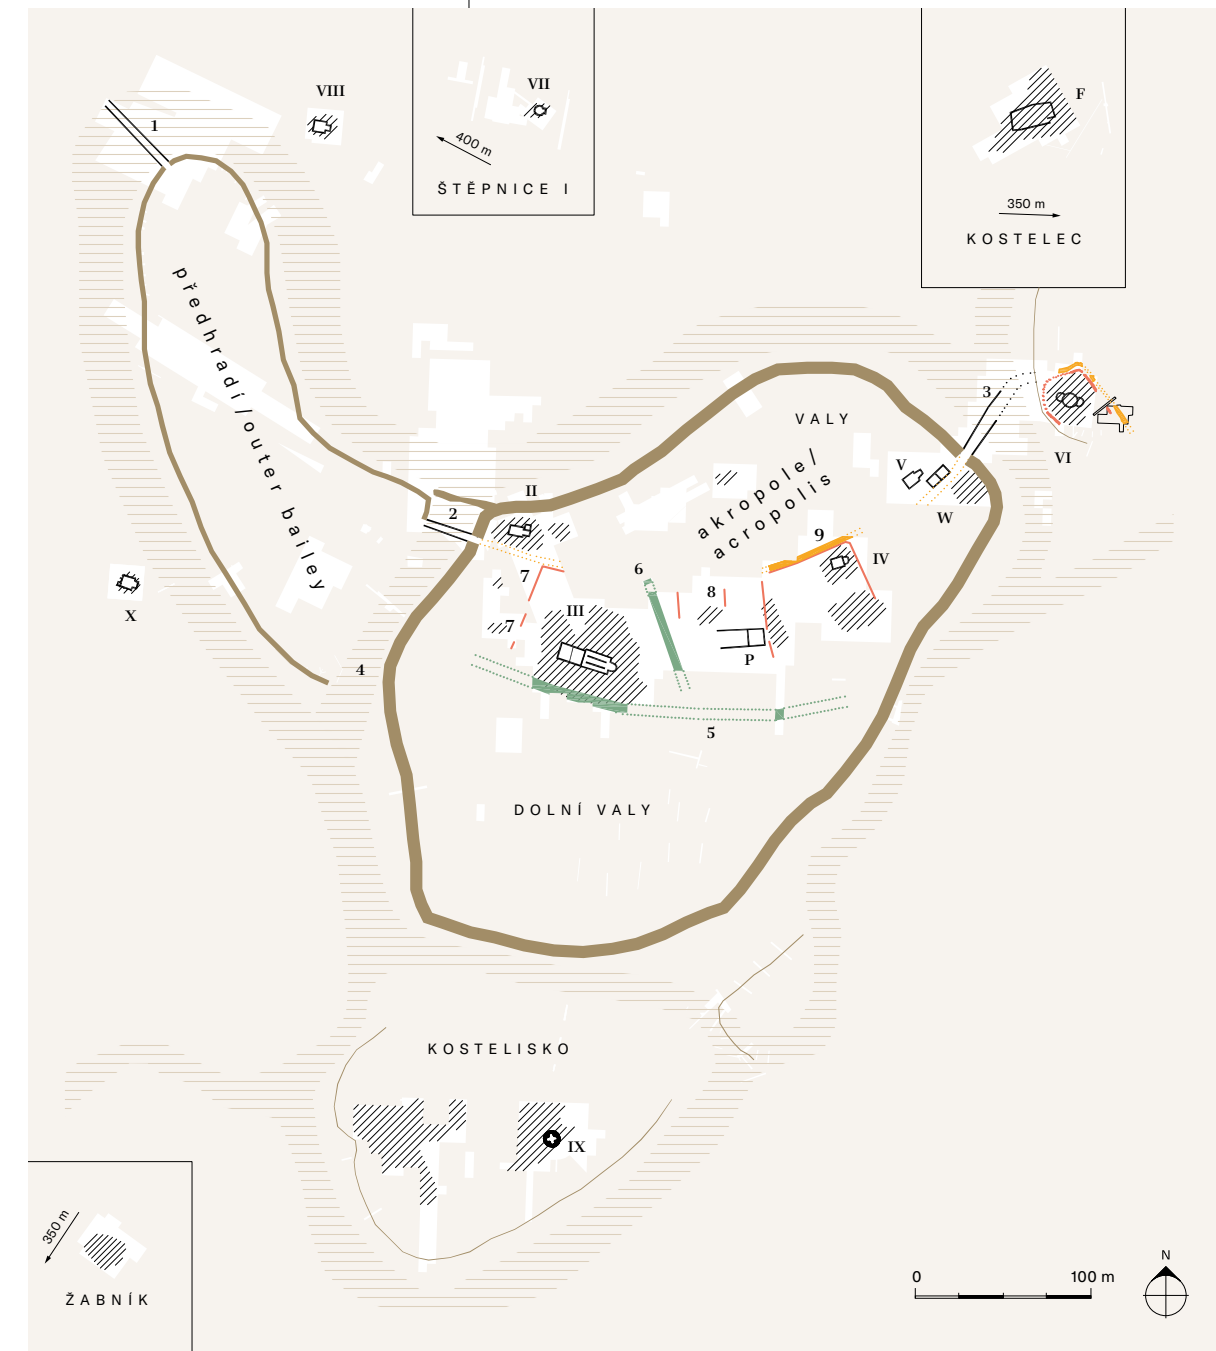 VIII
1
VII
400 m
ŠTĚPNICE I
F
350 m
KOSTELEC
předhradí/outer bailey
VALY
akropole/
acropolis
3
VI
V
W
II
2
9
IV
7
6
8
III
7
P
X
4
5
DOLNÍ VALY
KOSTELISKO
IX
350 m
ŽABNÍK
0
100 m
N